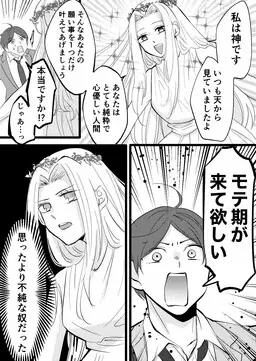 私は神です
いつも天から
見ていましたよ
あなたは
とても純粋で
心優しい人間
そんなあなたの
願い事を1つだけ
叶えてあげましょう
本当ですか!?
じゃあ…っ
モテ期が
来て欲しい
思ったより不純な奴だった